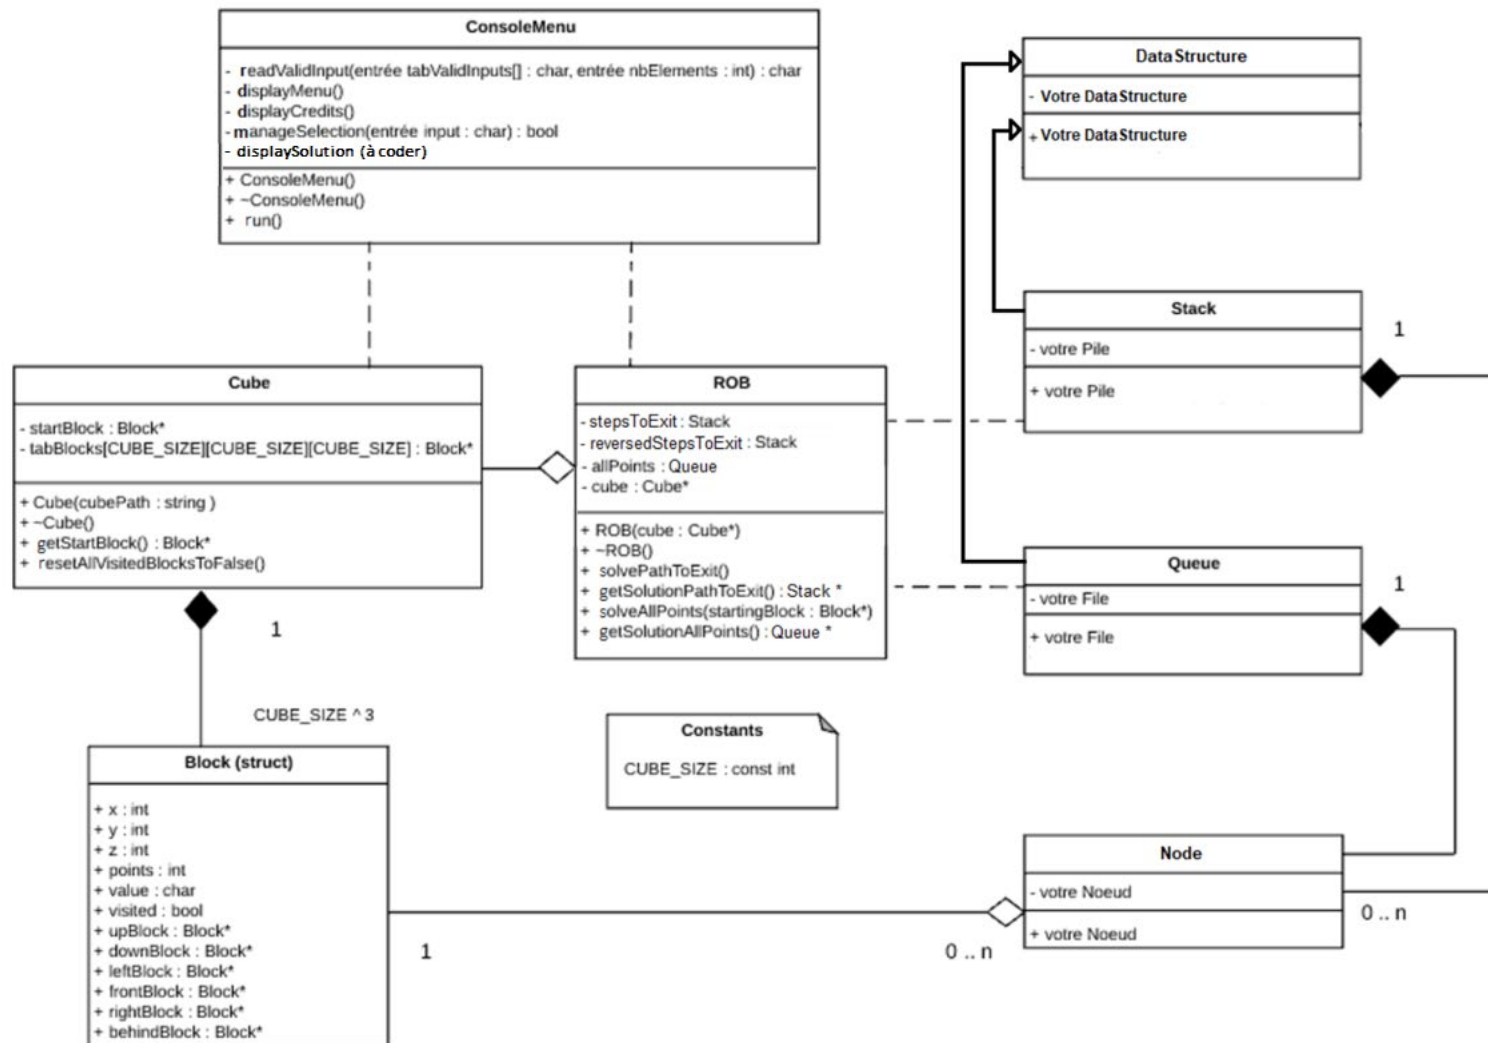 ConsoleMenu
- readValidInput(entrée tabValidInputs[] : char, entrée nbElements : int) : char
- displayMenu()
- displayCredits()
- manageSelection(entrée input : char) : bool
- displaySolution (à coder)
+ ConsoleMenu()
+ ~ConsoleMenu()
+ run()
DataStructure
- Votre DataStructure
+ Votre DataStructure
Stack
- votre Pile
+ votre Pile
1
Cube
- startBlock : Block*
- tabBlocks[CUBE_SIZE][CUBE_SIZE][CUBE_SIZE] : Block*
+ Cube(cubePath : string )
+ ~Cube()
+ getStartBlock() : Block*
+ resetAllVisitedBlocksToFalse()
ROB
- stepsToExit : Stack
- reversedStepsToExit : Stack
- allPoints : Queue
- cube : Cube*
+ ROB(cube : Cube*)
+ ~ROB()
+ solvePathToExit()
+ getSolutionPathToExit() : Stack *
+ solveAllPoints(startingBlock : Block*)
+ getSolutionAllPoints() : Queue *
Queue
- votre File
+ votre File
1
1
CUBE_SIZE ^ 3
Constants
CUBE_SIZE : const int
Block (struct)
+ x : int
+ y : int
+ z : int
+ points : int
+ value : char
+ visited : bool
+ upBlock : Block*
+ downBlock : Block*
+ leftBlock : Block*
+ frontBlock : Block*
+ rightBlock : Block*
+ behindBlock : Block*
1
0 .. n
Node
- votre Noeud
+ votre Noeud
0 .. n